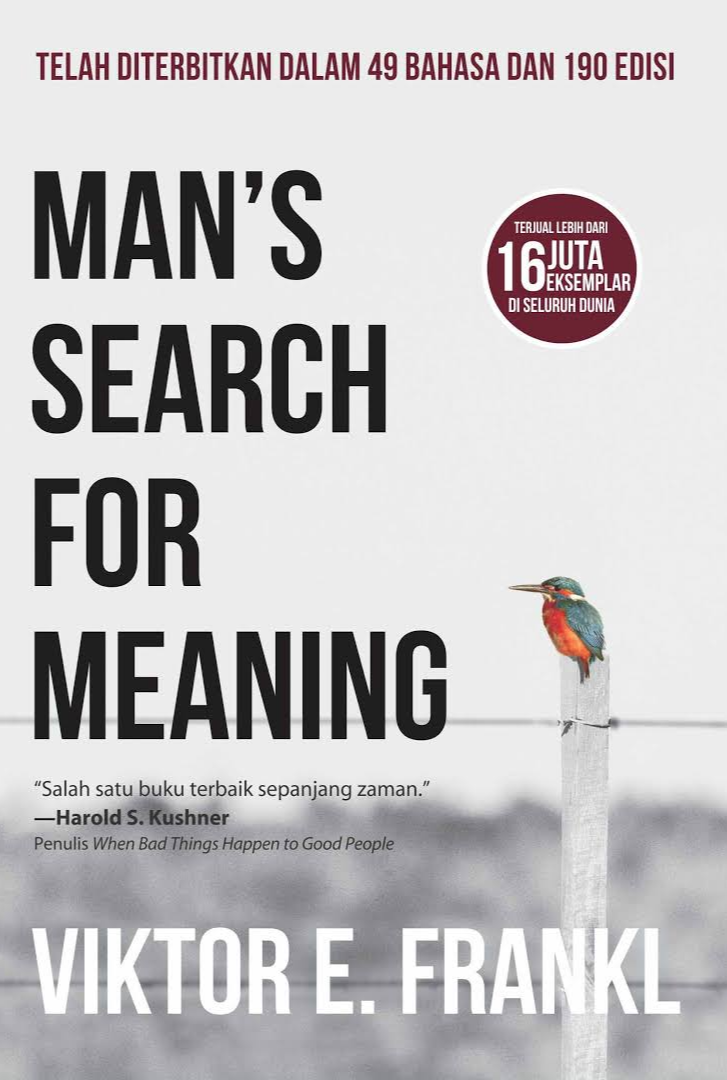 TELAH DITERBITKAN DALAM 49 BAHASA DAN 190 EDISI
MAN’S
SEARCH
FOR
MEANING
TERJUAL LEBIH DARI
16 JUTA
EKSEMPLAR
DI SELURUH DUNIA
“Salah satu buku terbaik sepanjang zaman.”
—Harold S. Kushner
Penulis When Bad Things Happen to Good People
VIKTOR E. FRANKL